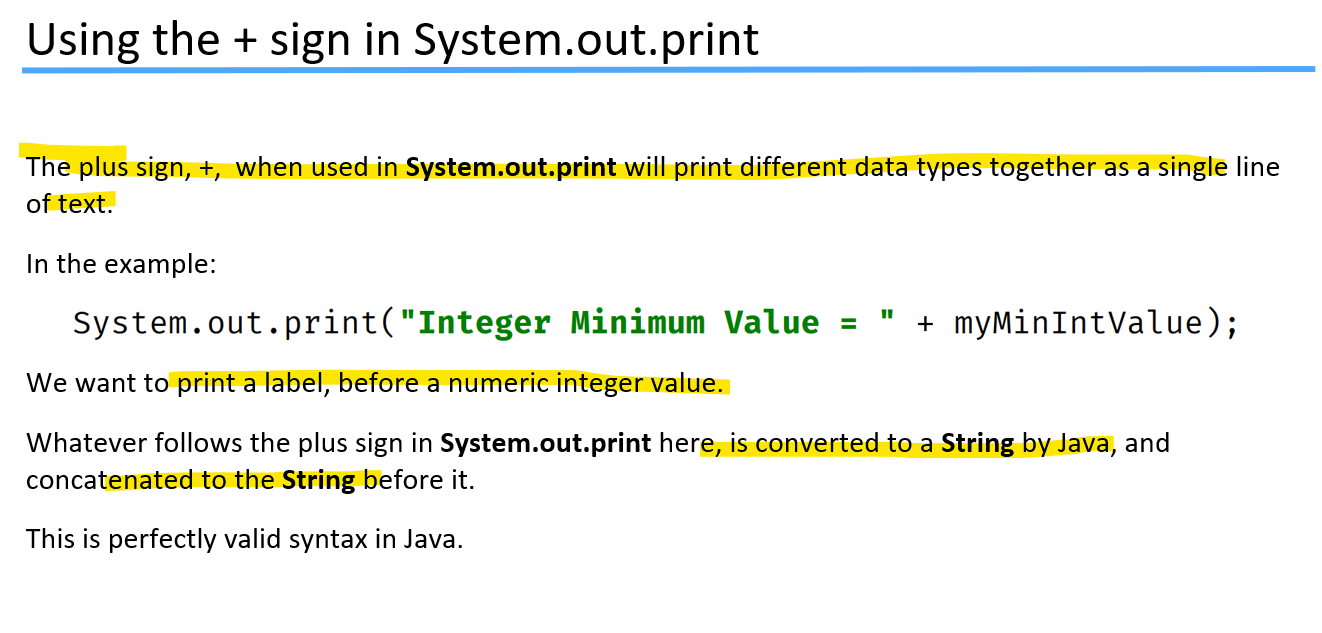 Using the + sign in System.out.print
The plus sign, +,  when used in System.out.print will print different data types together as a single line
of text.
In the example:
System.out.print("Integer Minimum Value = " + myMinIntValue);
We want to print a label, before a numeric integer value.
Whatever follows the plus sign in System.out.print here, is converted to a String by Java, and
concatenated to the String before it.
This is perfectly valid syntax in Java.